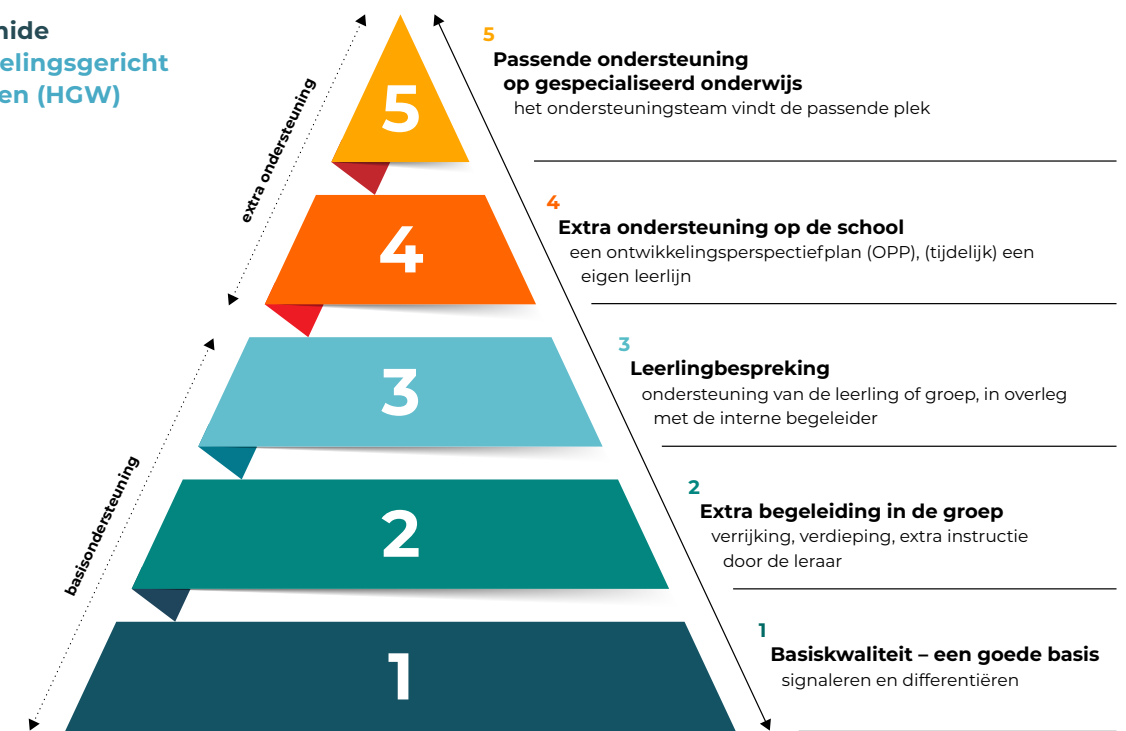 elingsgericht
en (HGW)
5
Passende ondersteuning
op gespecialiseerd onderwijs
het ondersteuningsteam vindt de passende plek
5
extra ondersteuning
4
Extra ondersteuning op de school
een ontwikkelingsperspectiefplan (OPP), (tijdelijk) een
eigen leerlijn
4
3
Leerlingbespreking
ondersteuning van de leerling of groep, in overleg
met de interne begeleider
3
basisondersteuning
2
Extra begeleiding in de groep
verrijking, verdieping, extra instructie
door de leraar
2
1
Basiskwaliteit – een goede basis
signaleren en differentiëren
1